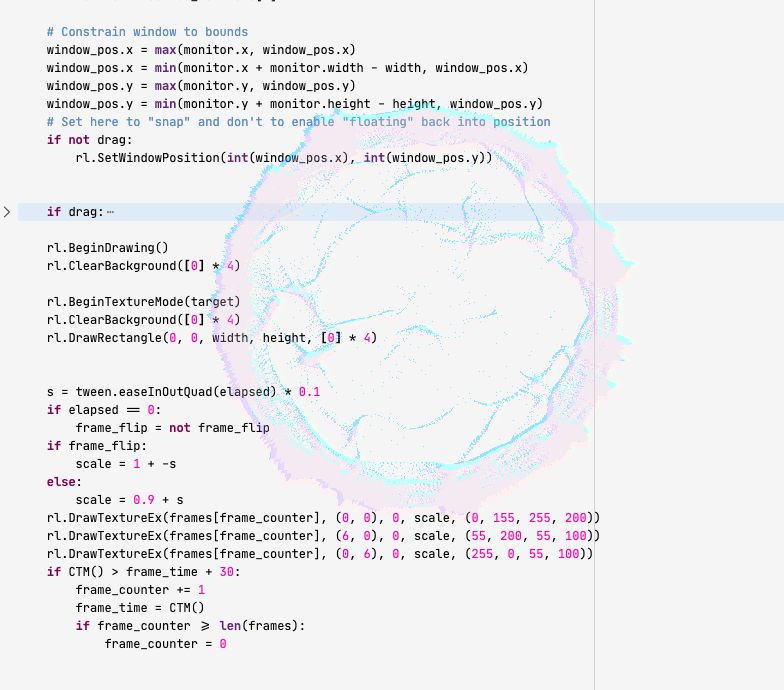 # Constrain window to bounds
window_pos.x = max(monitor.x, window_pos.x)
window_pos.x = min(monitor.x + monitor.width - width, window_pos.x)
window_pos.y = max(monitor.y, window_pos.y)
window_pos.y = min(monitor.y + monitor.height - height, window_pos.y)
# Set here to "snap" and don't to enable "floating" back into position
if not drag:
    rl.SetWindowPosition(int(window_pos.x), int(window_pos.y))
if drag:⋯
rl.BeginDrawing()
rl.ClearBackground([0] * 4)
rl.BeginTextureMode(target)
rl.ClearBackground([0] * 4)
rl.DrawRectangle(0, 0, width, height, [0] * 4)
s = tween.easeInOutQuad(elapsed) * 0.1
if elapsed == 0:
    frame_flip = not frame_flip
if frame_flip:
    scale = 1 + -s
else:
    scale = 0.9 + s
rl.DrawTextureEx(frames[frame_counter], (0, 0), 0, scale, (0, 155, 255, 200))
rl.DrawTextureEx(frames[frame_counter], (6, 0), 0, scale, (55, 200, 55, 100))
rl.DrawTextureEx(frames[frame_counter], (0, 6), 0, scale, (255, 0, 55, 100))
if CTM() > frame_time + 30:
    frame_counter += 1
    frame_time = CTM()
    if frame_counter ⩾ len(frames):
        frame_counter = 0